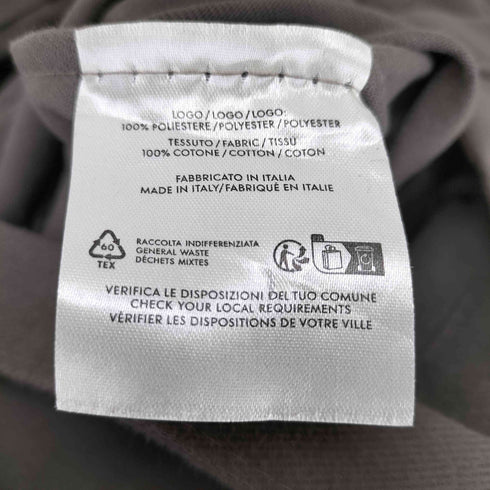 LOGO/LOGO/LOGO:
100% POLIESTERE/POLYESTER/POLYESTER
TESSUTO/FABRIC/TISSU
100% COTONE/COTTON/COTON
FABBRICATO IN ITALIA
MADE IN ITALY/FABRIQUÉ EN ITALIE
60
TEX
RACCOLTA INDIFFERENZIATA
GENERAL WASTE
DÉCHETS MIXTES
VERIFICA LE DISPOSIZIONI DEL TUO COMUNE
CHECK YOUR LOCAL REQUIREMENTS
VÉRIFIER LES DISPOSITIONS DE VOTRE VILLE